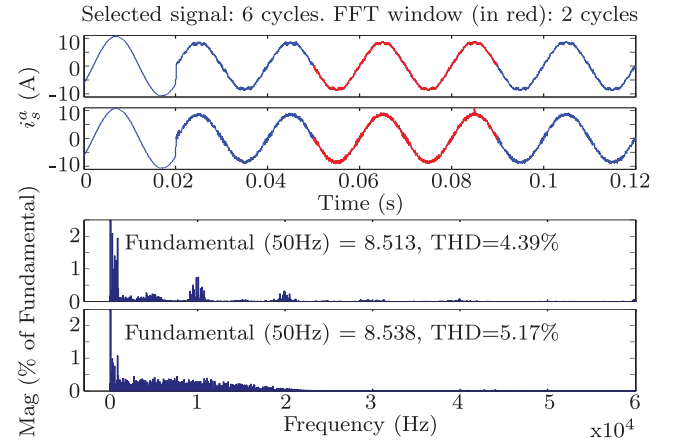 Selected signal: 6 cycles. FFT window (in red): 2 cycles
10
0
-10
10
0
-10
i_s^a (A)
0 0.02 0.04 0.06 0.08 0.1 0.12
Time (s)
2
1
0
Fundamental (50Hz) = 8.513, THD=4.39%
2
1
0
Fundamental (50Hz) = 8.538, THD=5.17%
Mag (% of Fundamental)
0 1 2 3 4 5 6
Frequency (Hz)
x10^4